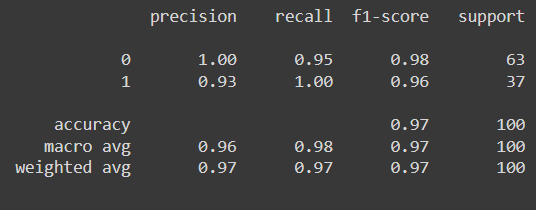 precision recall f1-score support
0 1.00 0.95 0.98 63
1 0.93 1.00 0.96 37
accuracy 0.97 100
macro avg 0.96 0.98 0.97 100
weighted avg 0.97 0.97 0.97 100